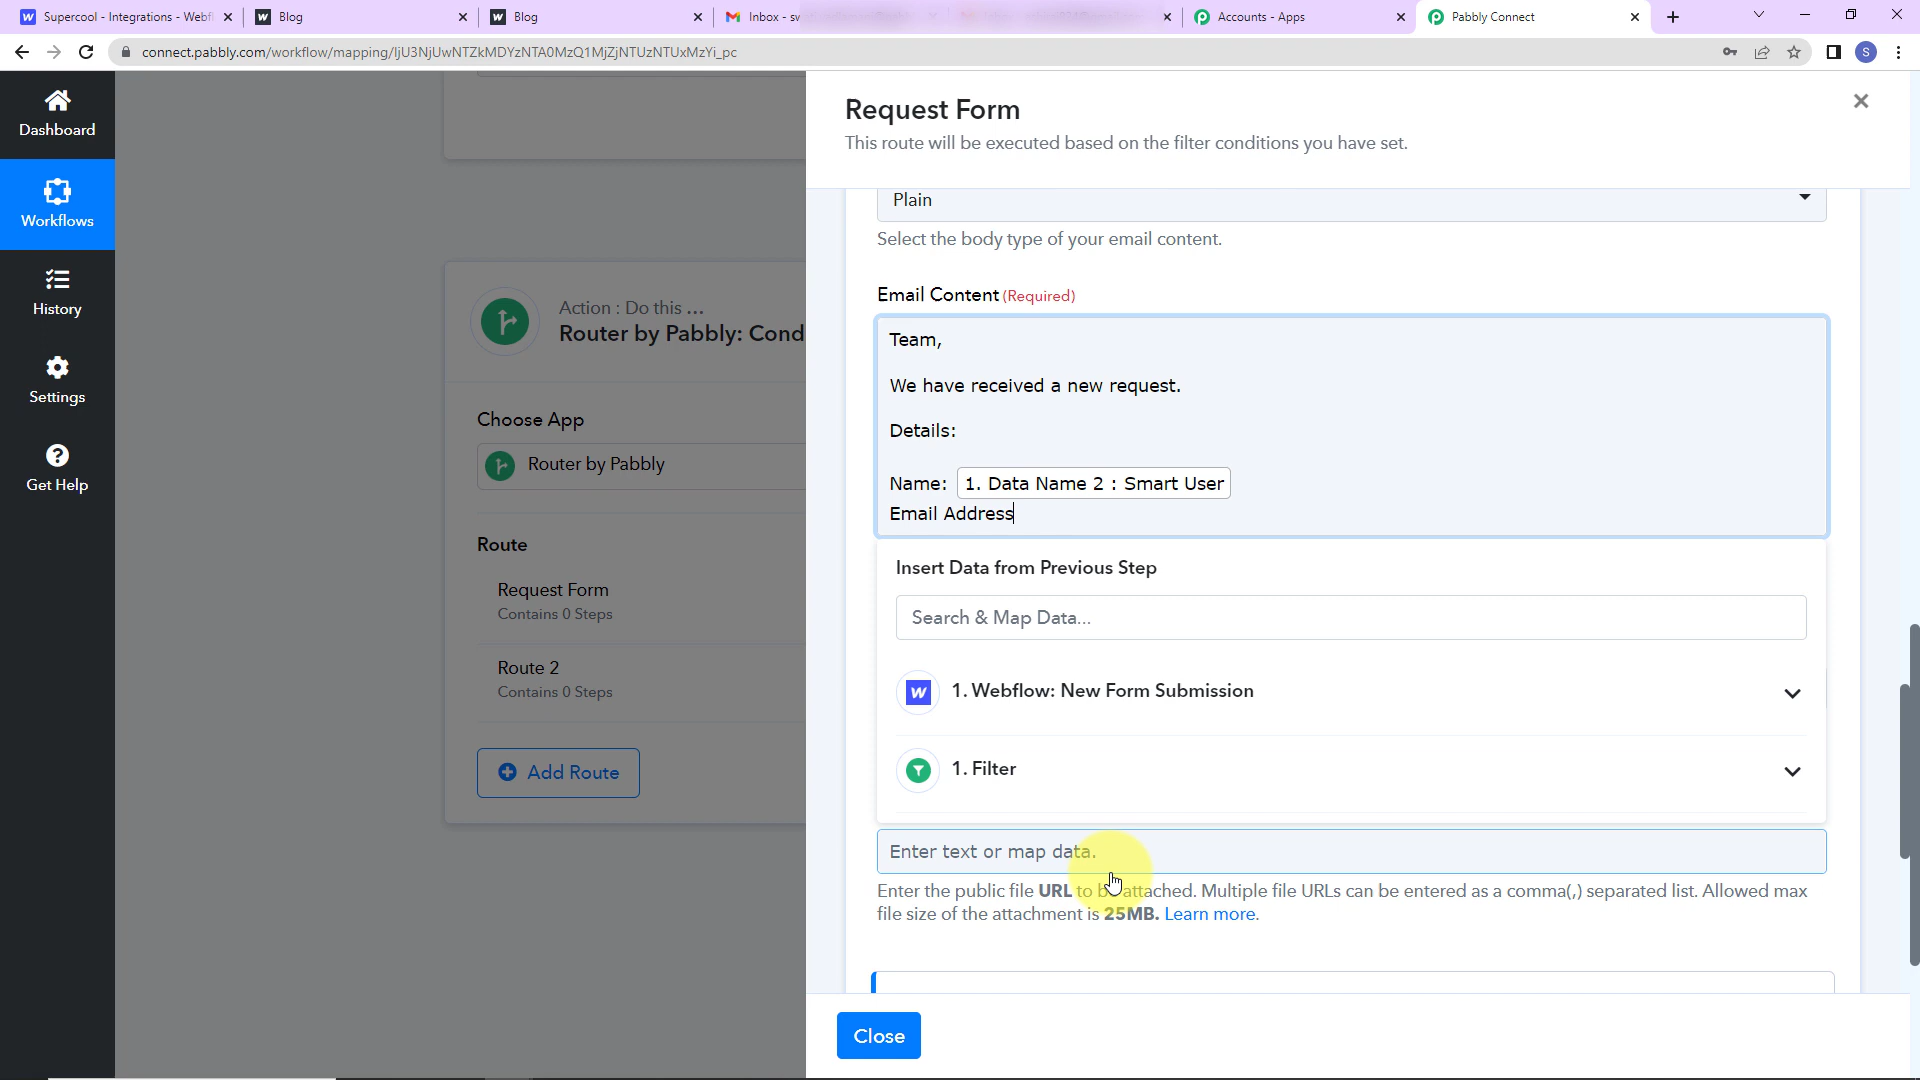 Supercool - Integrations - Webfl
Blog
Blog
Inbox - sv
Accounts - Apps
Pabbly Connect
connect.pabbly.com/workflow/mapping/IjU3NjUwNTZkMDYzNTA0MzQ1MjZjNTUzNTUxMzYi_pc
S
Dashboard
Workflows
History
Settings
Get Help
Action : Do this ...
Router by Pabbly: Cond
Choose App
Router by Pabbly
Route
Request Form
Contains 0 Steps
Route 2
Contains 0 Steps
Add Route
Request Form
This route will be executed based on the filter conditions you have set.
Plain
Select the body type of your email content.
Email Content (Required)
Team,
We have received a new request.
Details:
Name: 1. Data Name 2 : Smart User
Email Address
Insert Data from Previous Step
Search & Map Data...
1. Webflow: New Form Submission
1. Filter
Enter text or map data.
Enter the public file URL to be attached. Multiple file URLs can be entered as a comma(,) separated list. Allowed max
file size of the attachment is 25MB. Learn more.
Close